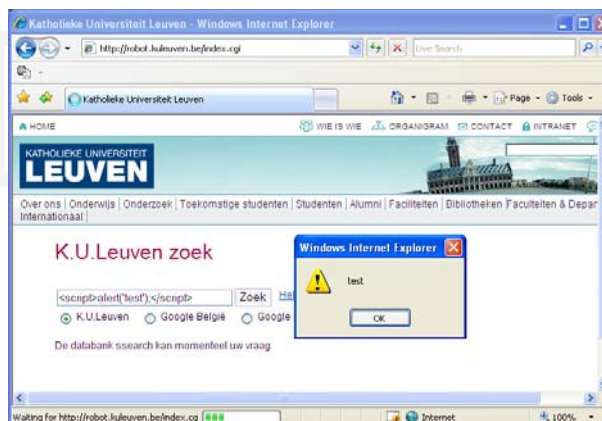 Katholieke Universiteit Leuven - Windows Internet Explorer
http://robot.kuleuven.be/index.cgi
Live Search
Katholieke Universiteit Leuven
Page
Tools
HOME
WIE IS WIE
ORGANIGRAM
CONTACT
INTRANET
KATHOLIEKE UNIVERSITEIT
LEUVEN
Over ons | Onderwijs | Onderzoek | Toekomstige studenten | Studenten | Alumni | Faciliteiten | Bibliotheken | Faculteiten & Depar
Internationaal |
K.U.Leuven zoek
<script>alert('test');</script>
Zoek
Hel
K.U.Leuven
Google België
Google
De databank ssearch kan momenteel uw vraag
Windows Internet Explorer
test
OK
Waiting for http://robot.kuleuven.be/index.cg
Internet
100%